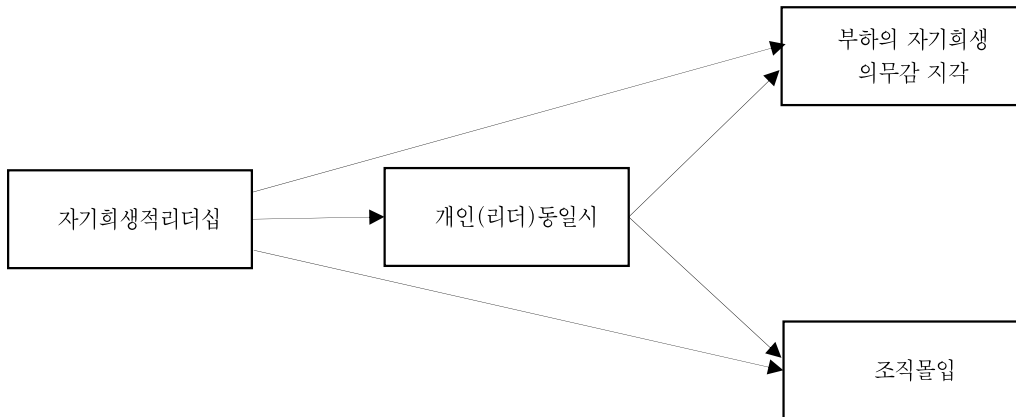 부하의 자기희생
의무감 지각
자기희생적리더십
개인(리더)동일시
조직몰입